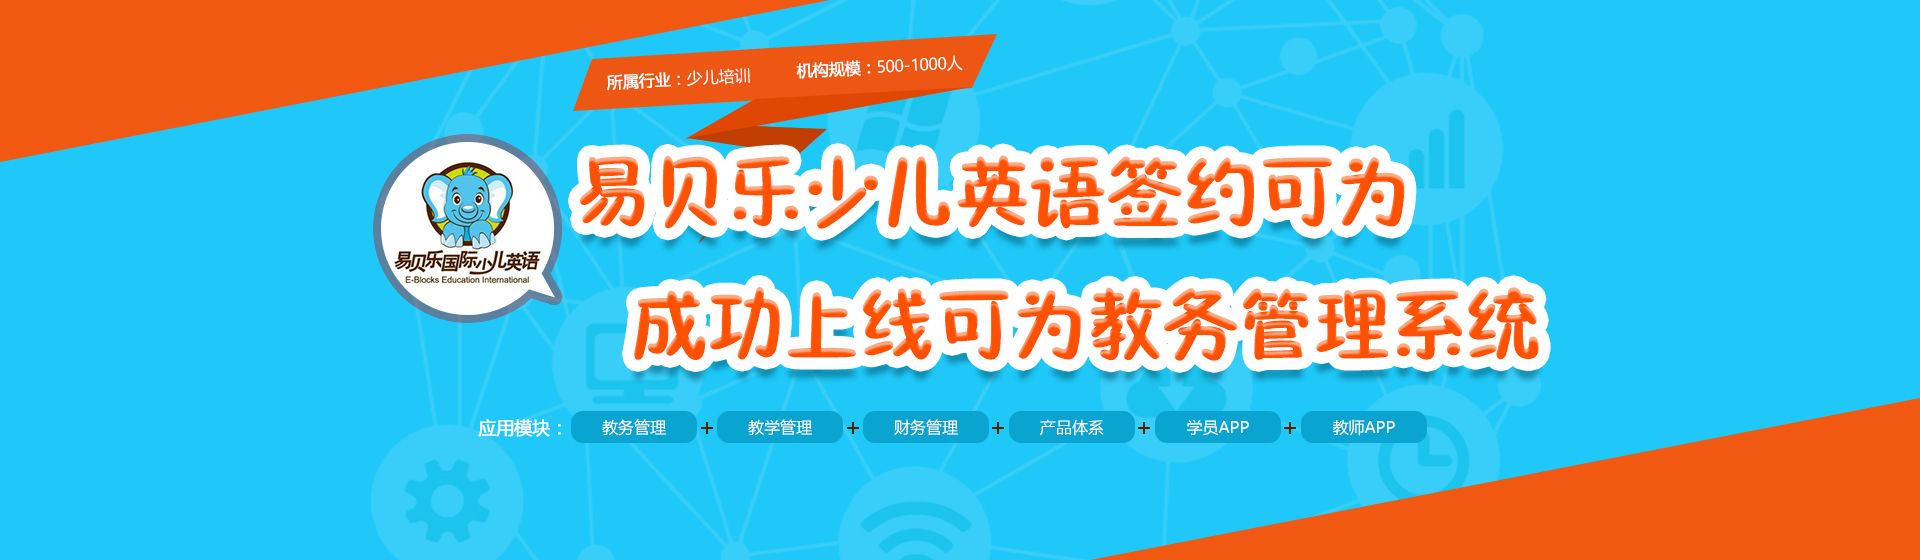 所属行业：少儿培训 机构规模：500-1000人
易贝乐少儿英语签约可为
易贝乐国际少儿英语
E-Blocks Education International
成功上线可为教务管理系统
应用模块： 教务管理 + 教学管理 + 财务管理 + 产品体系 + 学员APP + 教师APP